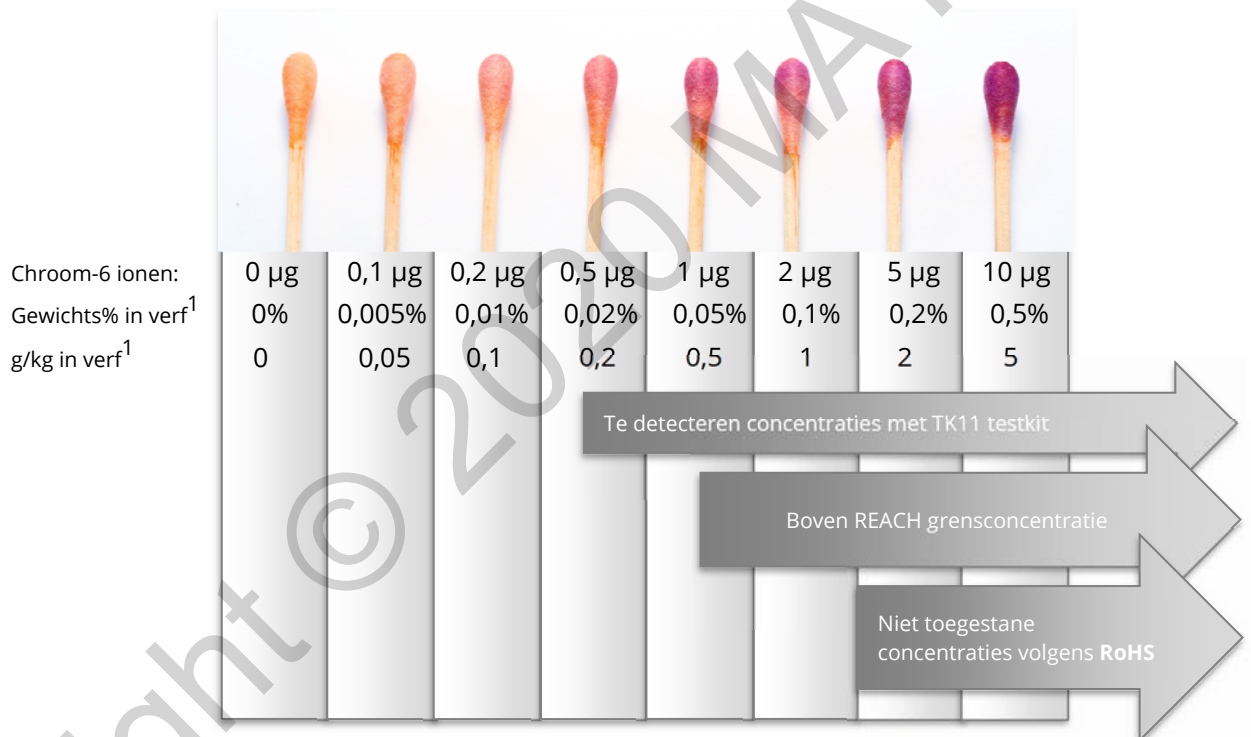 Chroom-6 ionen: 0 µg 0,1 µg 0,2 µg 0,5 µg 1 µg 2 µg 5 µg 10 µg
Gewichts% in verf1 0% 0,005% 0,01% 0,02% 0,05% 0,1% 0,2% 0,5%
g/kg in verf1 0 0,05 0,1 0,2 0,5 1 2 5
Te detecteren concentraties met TK11 testkit
Boven REACH grensconcentratie
Niet toegestane
concentraties volgens RoHS
© 2020 MA